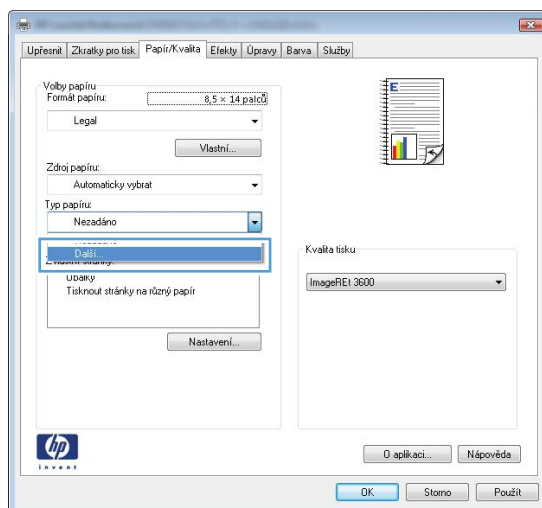 Upřesnit Zkratky pro tisk Papír/Kvalita Efekty Úpravy Barva Služby
Volby papíru
Formát papíru: 8,5 × 14 palců
Legal
Vlastní...
Zdroj papíru:
Automaticky vybrat
Typ papíru:
Nezadáno
Další...
Kvalita tisku
ImageREt 3600
Obálky
Tisknout stránky na různý papír
Nastavení...
E
hp
invent
O aplikaci... Nápověda
OK Storno Použít